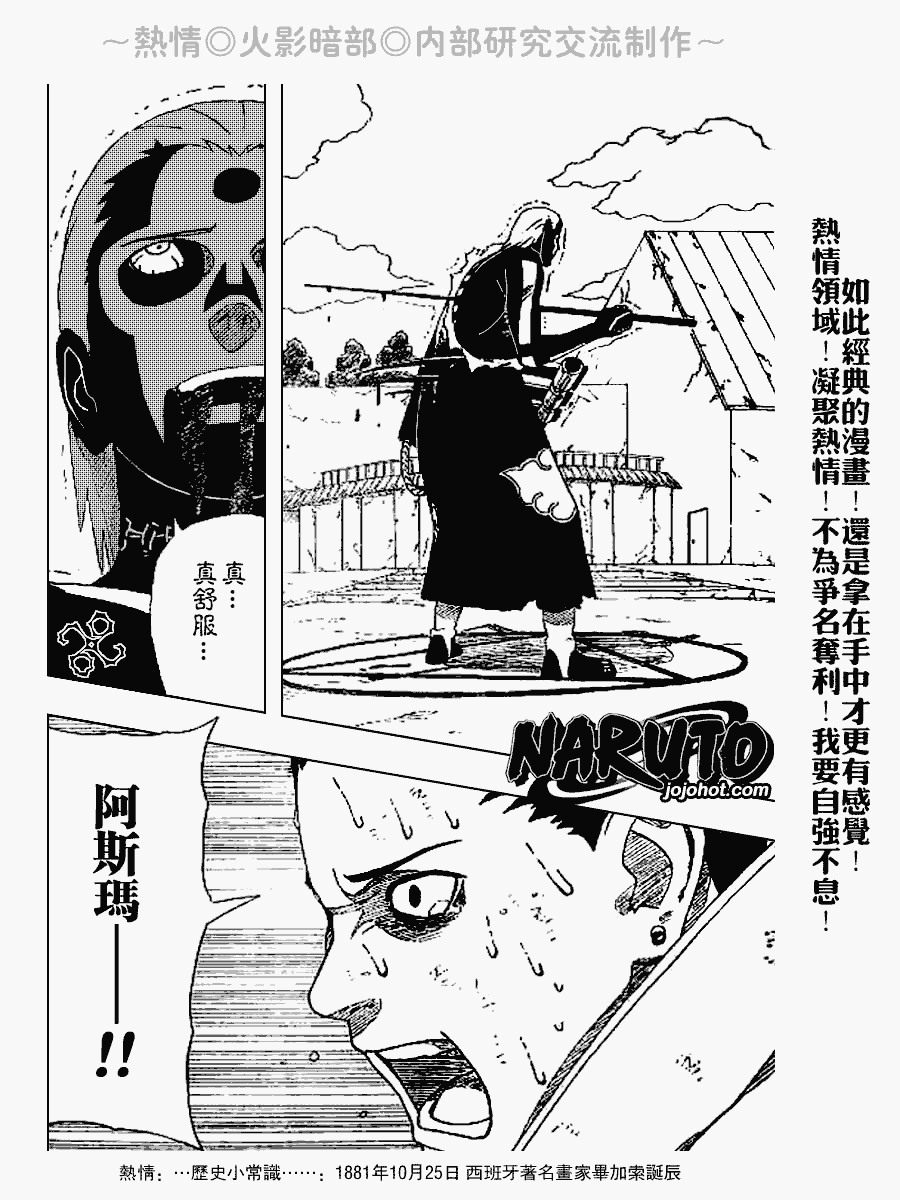 ～熱情◎火影暗部◎内部研究交流制作～
如此經典的漫畫！還是拿在手中才更有感覺！
熱情領域！凝聚熱情！不為爭名奪利！我要自強不息！
真…
真舒服…
NARUTO
jojohot.com
阿斯瑪——!!
熱情：…歷史小常識……：1881年10月25日 西班牙著名畫家畢加索誕辰